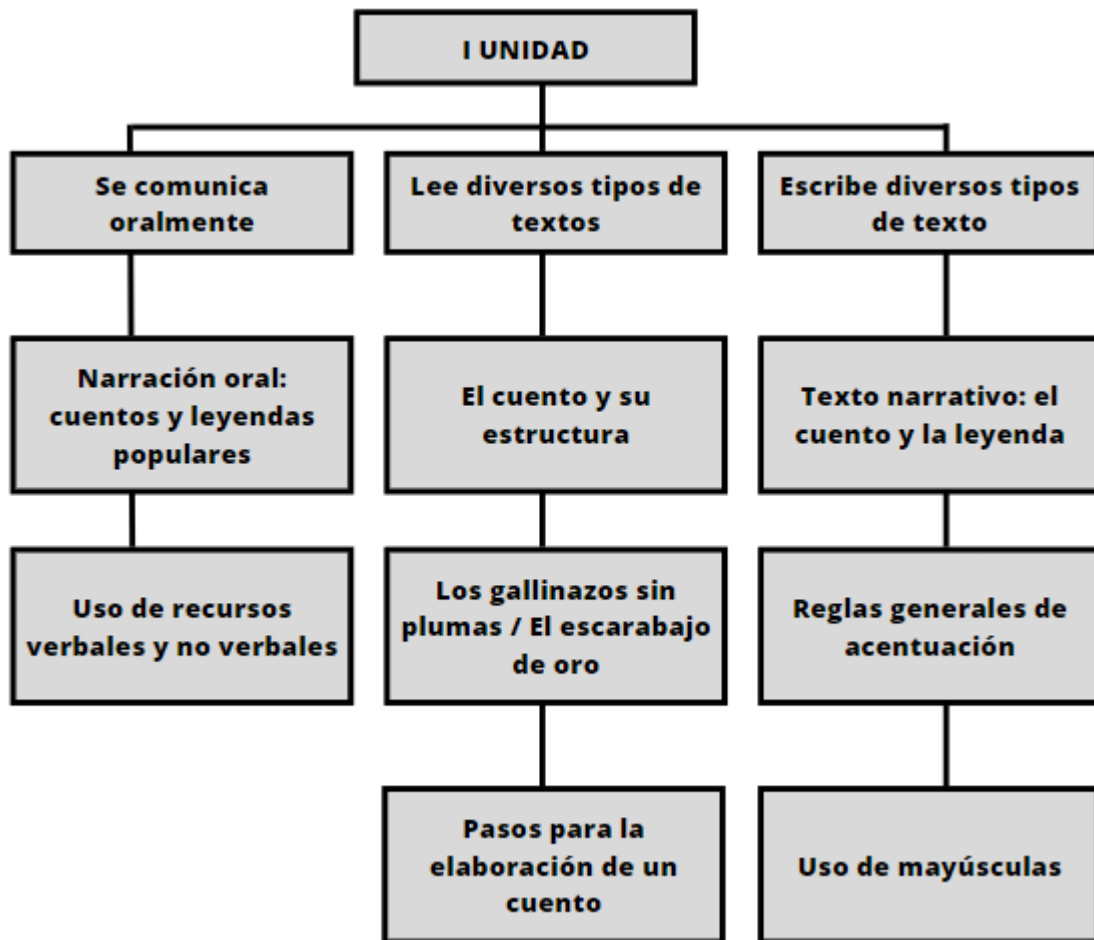 I UNIDAD
Se comunica
oralmente
Lee diversos tipos de
textos
Escribe diversos tipos
de texto
Narración oral:
cuentos y leyendas
populares
El cuento y su
estructura
Texto narrativo: el
cuento y la leyenda
Uso de recursos
verbales y no verbales
Los gallinazos sin
plumas / El escarabajo
de oro
Reglas generales de
acentuación
Pasos para la
elaboración de un
cuento
Uso de mayúsculas